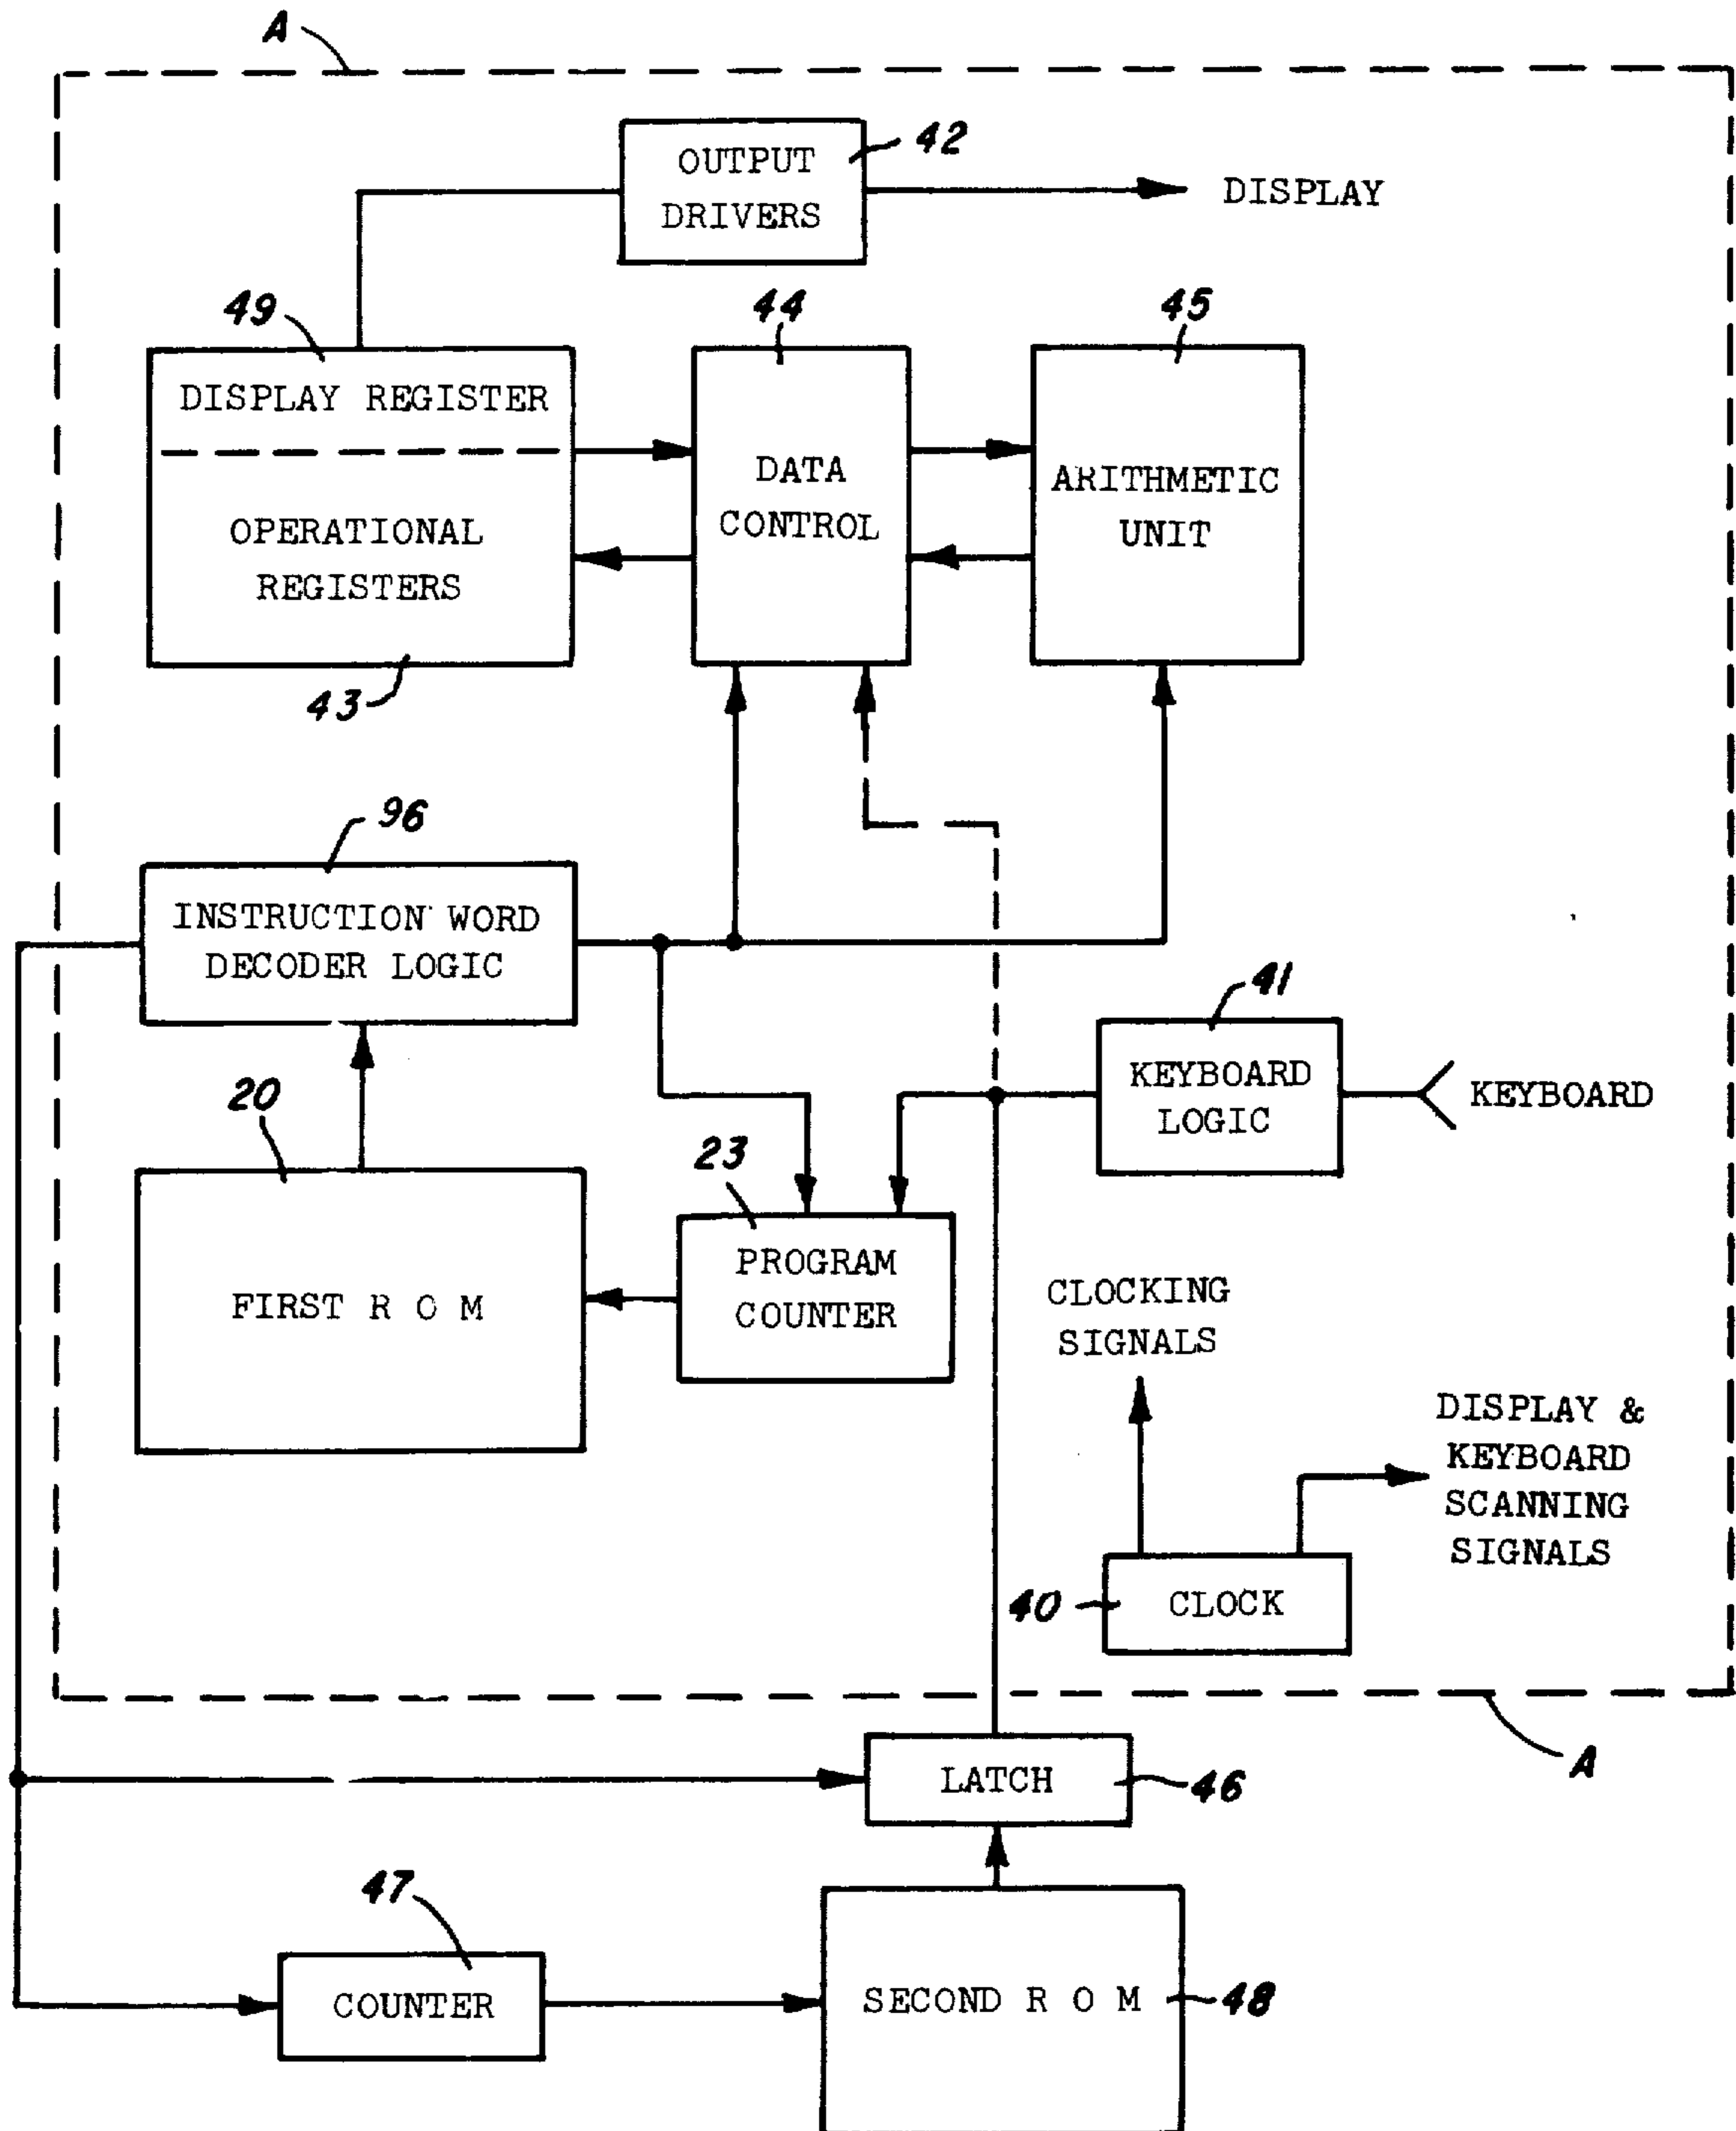 A
OUTPUT
DRIVERS
42
DISPLAY
49
44
45
DISPLAY REGISTER
OPERATIONAL
REGISTERS
43
DATA
CONTROL
ARITHMETIC
UNIT
96
INSTRUCTION WORD
DECODER LOGIC
41
KEYBOARD
LOGIC
KEYBOARD
20
FIRST R O M
23
PROGRAM
COUNTER
CLOCKING
SIGNALS
DISPLAY &
KEYBOARD
SCANNING
SIGNALS
40
CLOCK
A
LATCH
46
47
COUNTER
SECOND R O M
48